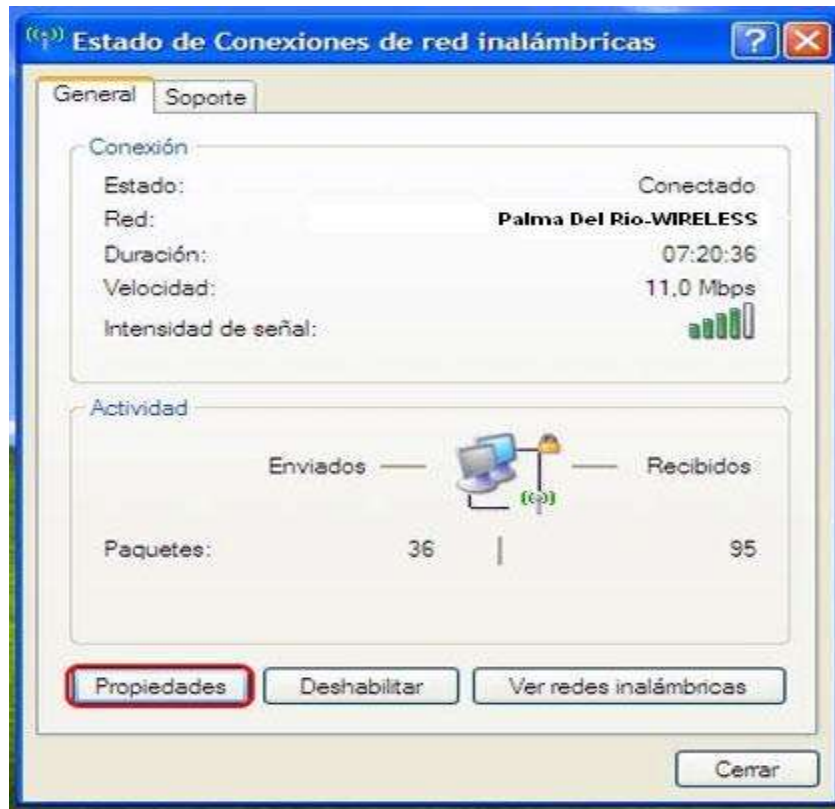 Estado de Conexiones de red inalámbricas
General Soporte
Conexión
Estado: Conectado
Red: Palma Del Rio-WIRELESS
Duración: 07:20:36
Velocidad: 11,0 Mbps
Intensidad de señal:
Actividad
Enviados Recibidos
Paquetes: 36 95
Propiedades Deshabilitar Ver redes inalámbricas
Cerrar